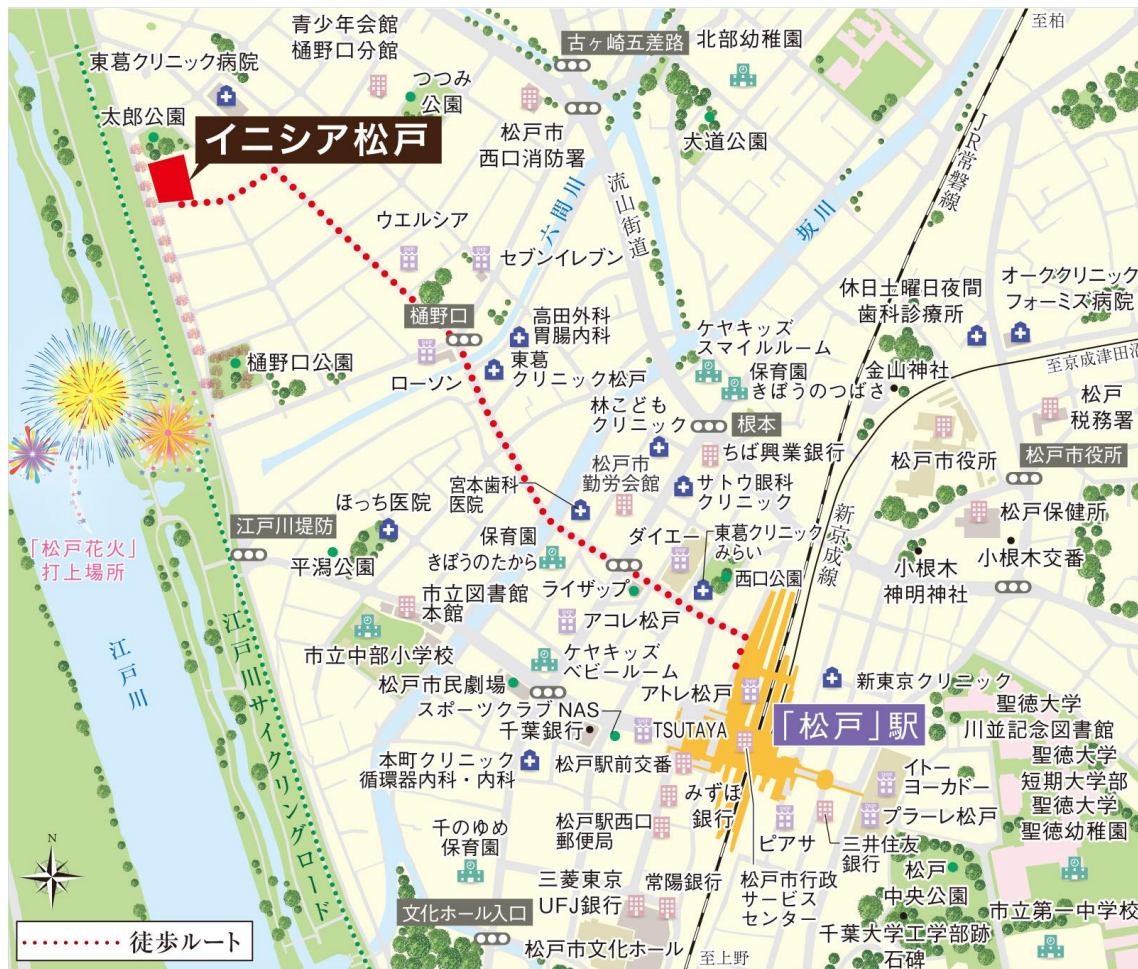 青少年会館
樋野口分館
東葛クリニック病院
つつみ
公園
太郎公園
イニシア松戸
古ヶ崎五差路
北部幼稚園
至柏
松戸市
西口消防署
犬道公園
JR常磐線
流山街道
六間川
坂川
ウエルシア
セブンイレブン
樋野口
高田外科
胃腸内科
ローソン
東葛
クリニック松戸
樋野口公園
ケヤキッズ
スマイルルーム
保育園
きぼうのつばさ
休日土曜日夜間
歯科診療所
オーククリニック
フォーミズ病院
金山神社
至京成津田沼
松戸
税務署
林こども
クリニック
根本
ちば興業銀行
松戸市役所
松戸市役所
松戸市
勤労会館
サトウ眼科
クリニック
宮本歯科
医院
松戸保健所
新京成線
小根木交番
小根木
神明神社
ほっち医院
江戸川堤防
平潟公園
「松戸花火」
打上場所
保育園
きぼうのたから
ダイエー
東葛クリニック
みらい
西口公園
ライザップ
市立図書館
本館
アコレ松戸
市立中部小学校
ケヤキッズ
ベビールーム
江戸川
江戸川サイクリングロード
松戸市民劇場
アトレ松戸
新東京クリニック
スポーツクラブNAS
千葉銀行
TSUTAYA
「松戸」駅
聖徳大学
川並記念図書館
聖徳大学
短期大学部
聖徳大学
聖徳幼稚園
本町クリニック
循環器内科・内科
松戸駅前交番
イトー
ヨーカドー
みずほ
銀行
プラーレ松戸
千のゆめ
保育園
松戸駅西口
郵便局
ピアサ
三井住友
銀行
松戸
中央公園
三菱東京
UFJ銀行
常陽銀行
松戸市行政
サービス
センター
千葉大学工学部跡
石碑
市立第一中学校
文化ホール入口
松戸市文化ホール
至上野
N
徒歩ルート